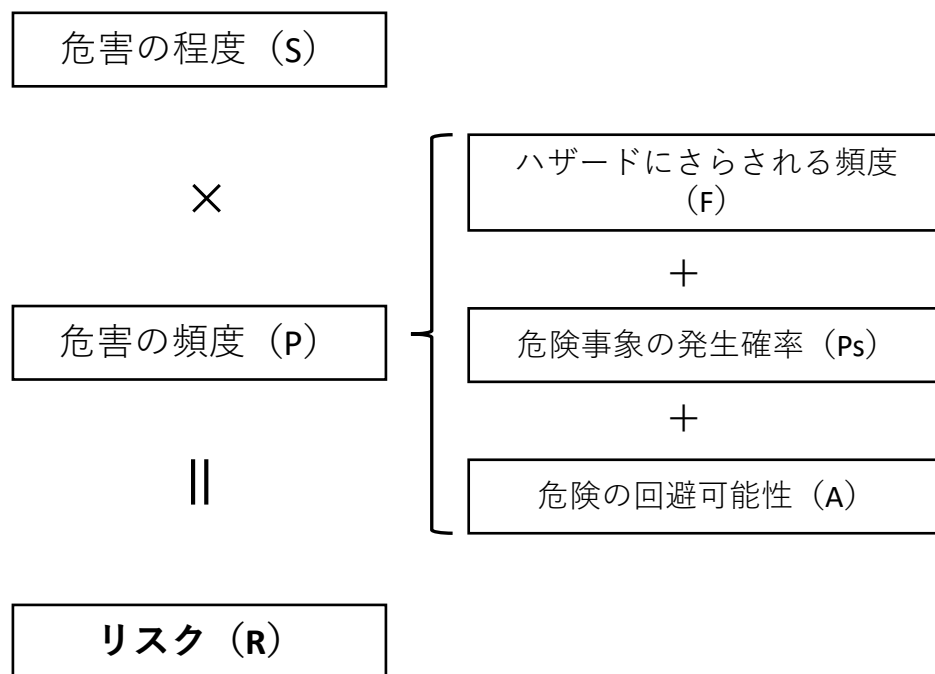 危害の程度（S）
×
ハザードにさらされる頻度
（F）
＋
危害の頻度（P）
危険事象の発生確率（Ps）
＋
||
危険の回避可能性（A）
リスク（R）